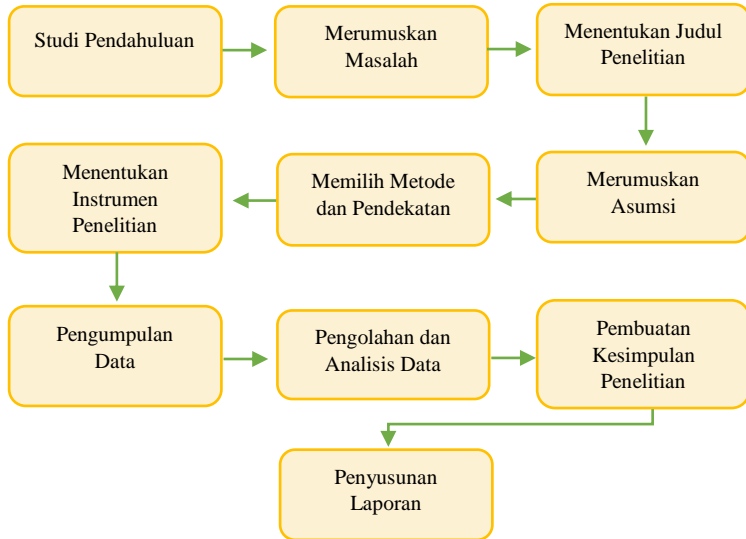 Studi Pendahuluan
Merumuskan
Masalah
Menentukan Judul
Penelitian
Merumuskan
Asumsi
Memilih Metode
dan Pendekatan
Menentukan
Instrumen
Penelitian
Pengumpulan
Data
Pengolahan dan
Analisis Data
Pembuatan
Kesimpulan
Penelitian
Penyusunan
Laporan